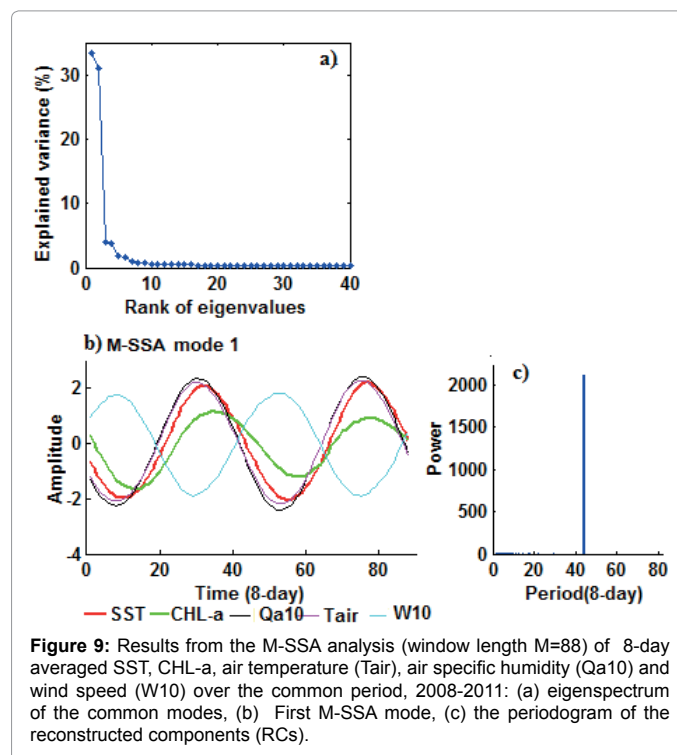 a)
Explained variance (%)
30
20
10
0
0 10 20 30 40
Rank of eigenvalues
b) M-SSA mode 1
Amplitude
2
0
-2
-4
0 20 40 60 80
Time (8-day)
SST CHL-a Qa10 Tair W10
c)
Power
2000
1500
1000
500
0
0 20 40 60 80
Period(8-day)
Figure 9: Results from the M-SSA analysis (window length M=88) of 8-day
averaged SST, CHL-a, air temperature (Tair), air specific humidity (Qa10) and
wind speed (W10) over the common period, 2008-2011: (a) eigenspectrum
of the common modes, (b) First M-SSA mode, (c) the periodogram of the
reconstructed components (RCs).